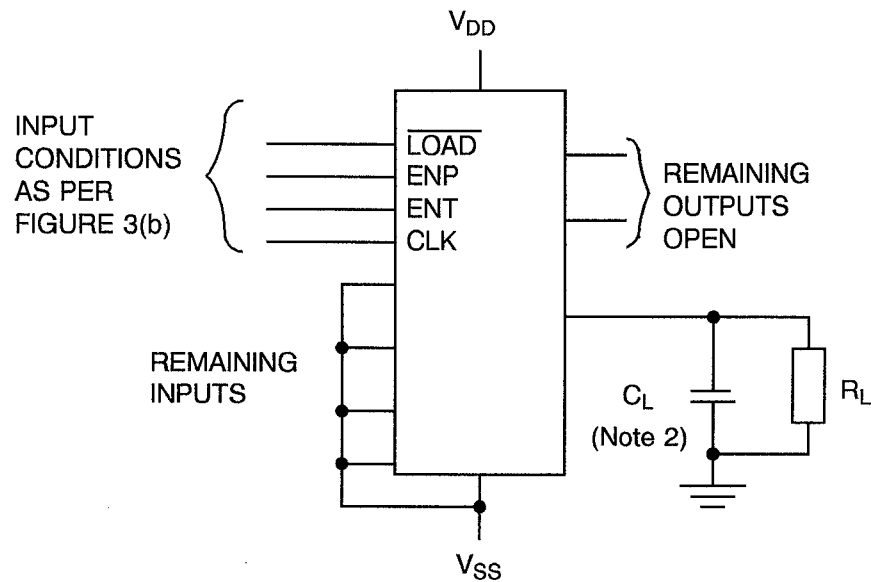 V_DD
INPUT
CONDITIONS
AS PER
FIGURE 3(b)
L̅O̅A̅D̅
ENP
ENT
CLK
REMAINING
OUTPUTS
OPEN
REMAINING
INPUTS
C_L
(Note 2)
R_L
V_SS